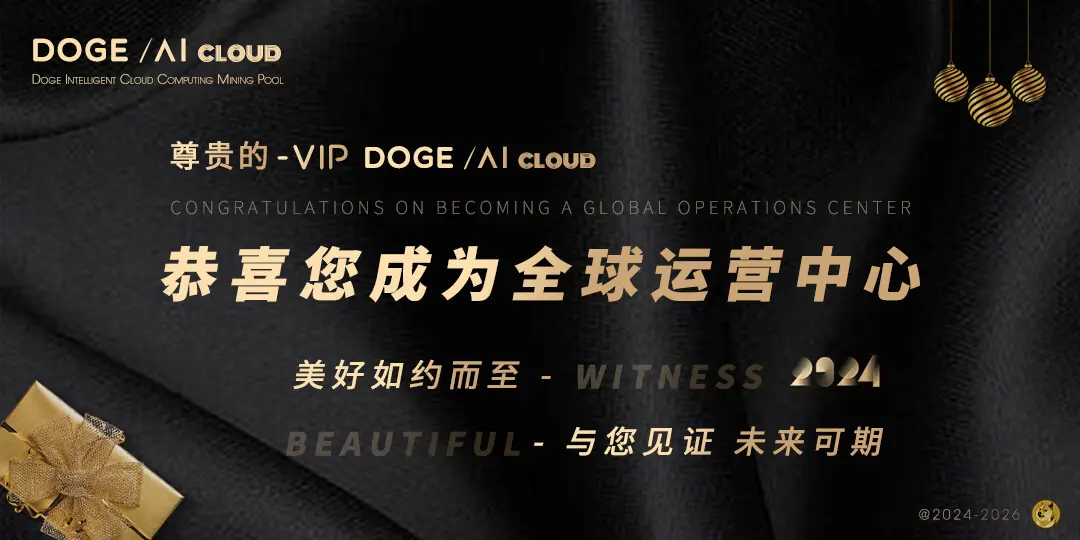 DOGE /AI CLOUD
DOGE INTELLIGENT CLOUD COMPUTING MINING POOL
尊贵的-VIP DOGE /AI CLOUD
CONGRATULATIONS ON BECOMING A GLOBAL OPERATIONS CENTER
恭喜您成为全球运营中心
美好如约而至 - WITNESS 2024
BEAUTIFUL - 与您见证 未来可期
@2024-2026